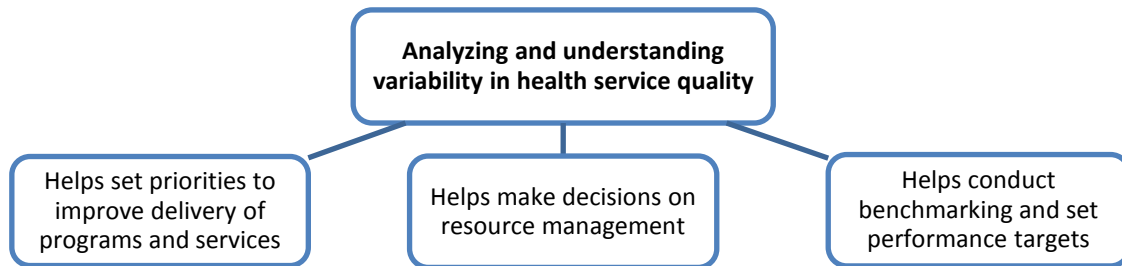 Analyzing and understanding
variability in health service quality
Helps set priorities to
improve delivery of
programs and services
Helps make decisions on
resource management
Helps conduct
benchmarking and set
performance targets